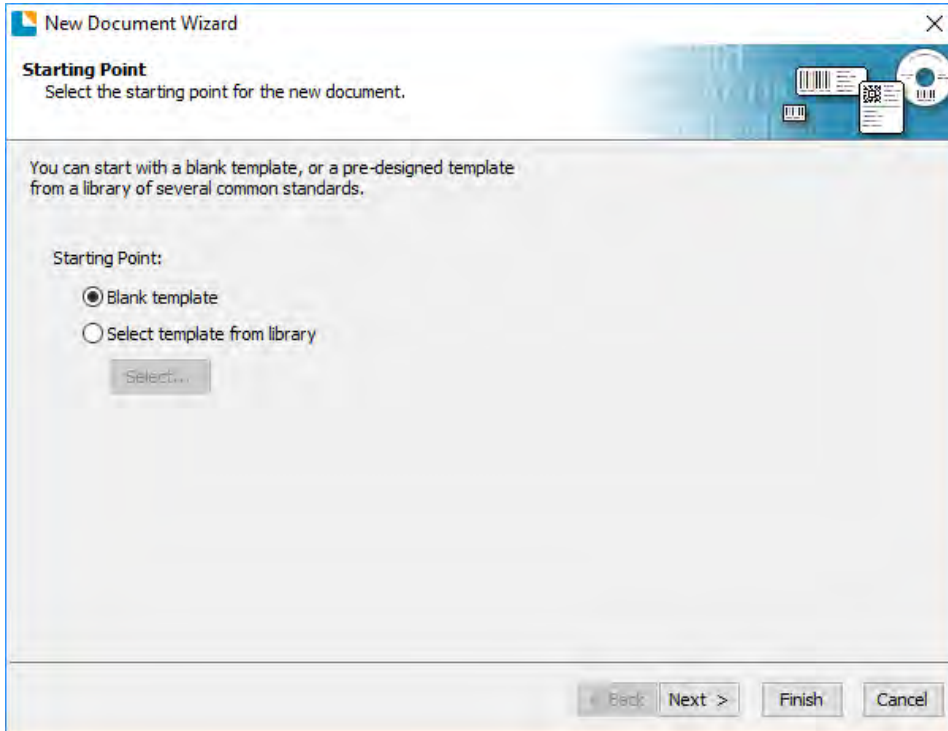 New Document Wizard
Starting Point
Select the starting point for the new document.
You can start with a blank template, or a pre-designed template
from a library of several common standards.
Starting Point:
Blank template
Select template from library
Select...
< Back Next > Finish Cancel